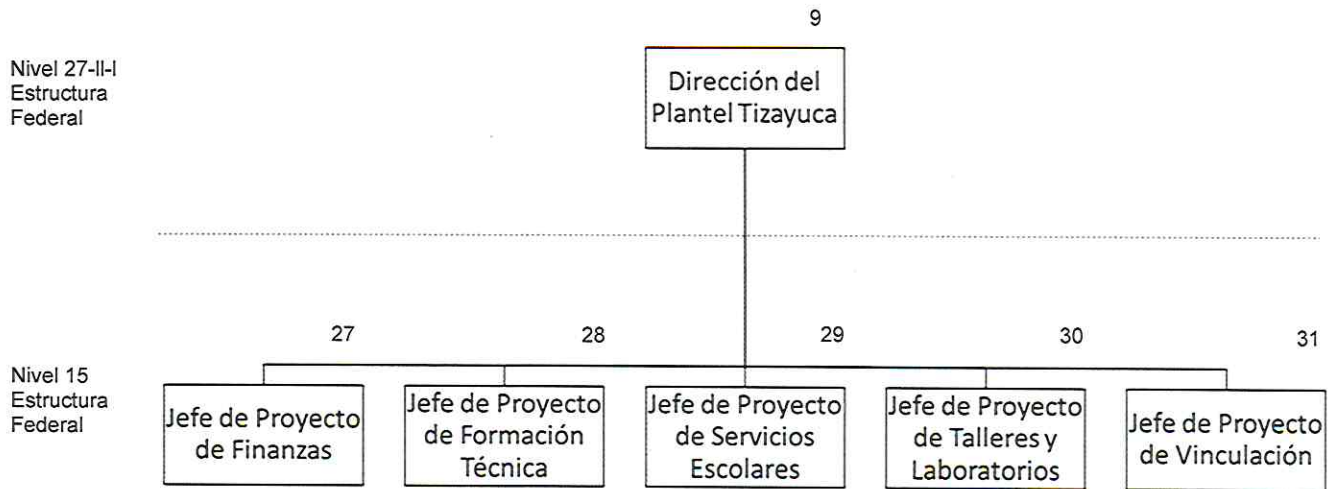 9
Nivel 27-II-I
Estructura
Federal
Dirección del
Plantel Tizayuca
27
28
29
30
31
Nivel 15
Estructura
Federal
Jefe de Proyecto
de Finanzas
Jefe de Proyecto
de Formación
Técnica
Jefe de Proyecto
de Servicios
Escolares
Jefe de Proyecto
de Talleres y
Laboratorios
Jefe de Proyecto
de Vinculación